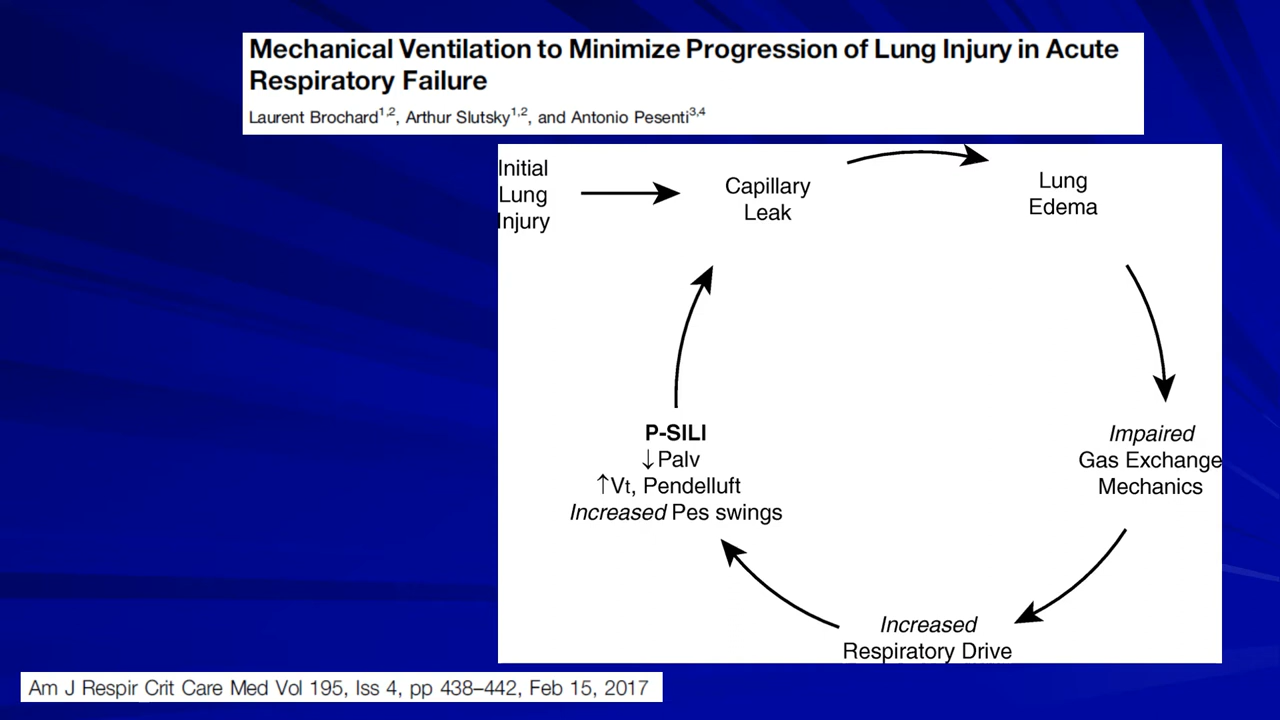 Mechanical Ventilation to Minimize Progression of Lung Injury in Acute
Respiratory Failure
Laurent Brochard1,2, Arthur Slutsky1,2, and Antonio Pesenti3,4
Initial
Lung
Injury
Capillary
Leak
Lung
Edema
Impaired
Gas Exchange
Mechanics
Increased
Respiratory Drive
P-SILI
↓Palv
↑Vt, Pendelluft
Increased Pes swings
Am J Respir Crit Care Med Vol 195, Iss 4, pp 438–442, Feb 15, 2017